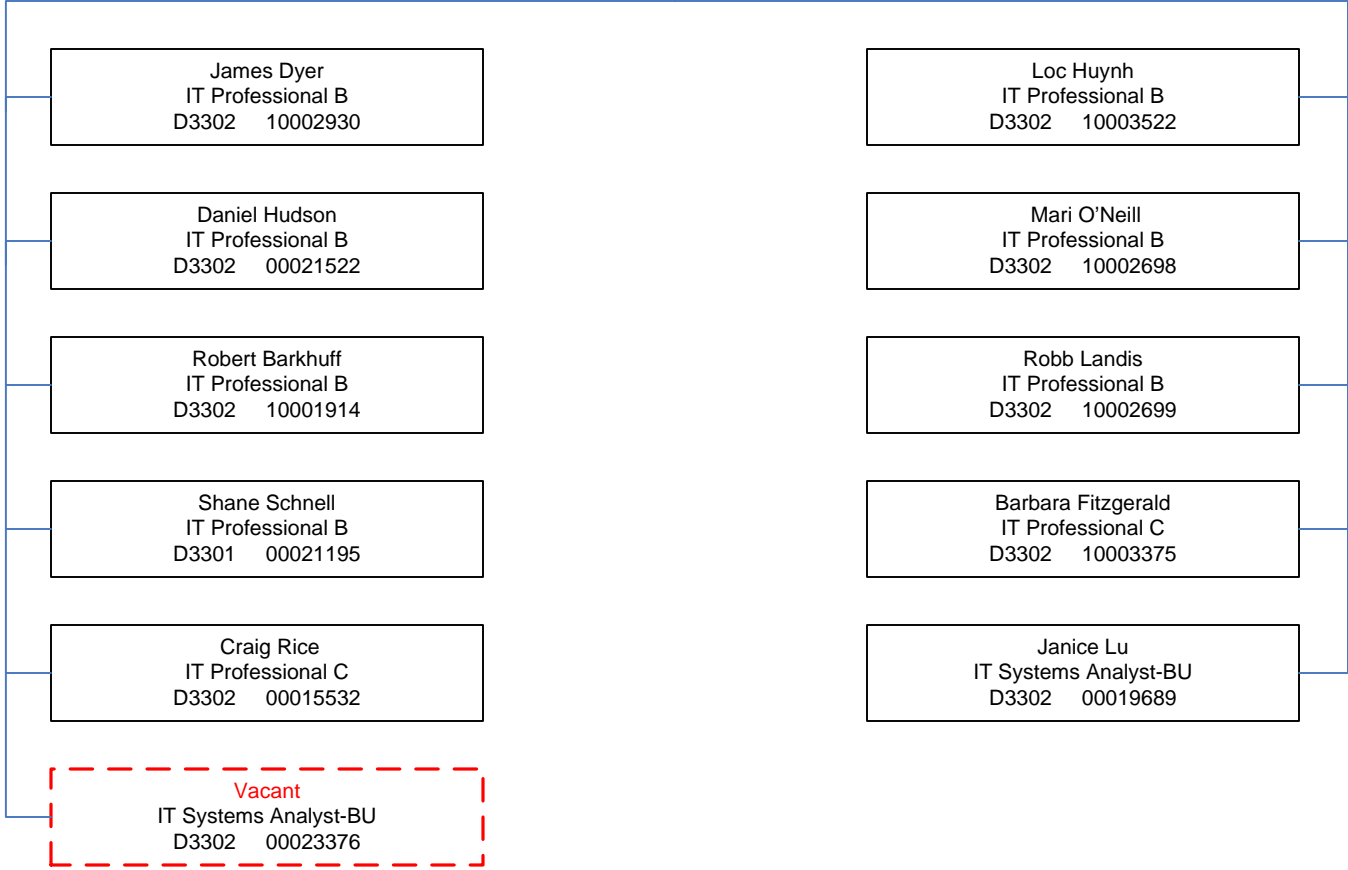 James Dyer
IT Professional B
D3302 10002930
Loc Huynh
IT Professional B
D3302 10003522
Daniel Hudson
IT Professional B
D3302 00021522
Mari O’Neill
IT Professional B
D3302 10002698
Robert Barkhuff
IT Professional B
D3302 10001914
Robb Landis
IT Professional B
D3302 10002699
Shane Schnell
IT Professional B
D3301 00021195
Barbara Fitzgerald
IT Professional C
D3302 10003375
Craig Rice
IT Professional C
D3302 00015532
Janice Lu
IT Systems Analyst-BU
D3302 00019689
Vacant
IT Systems Analyst-BU
D3302 00023376